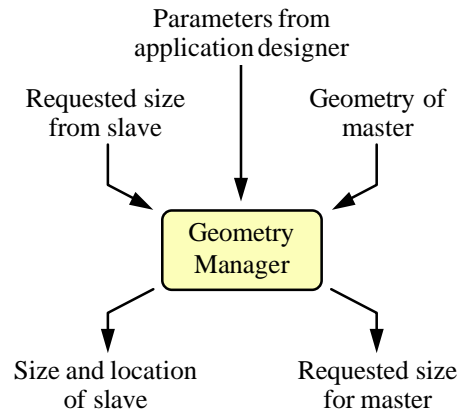 Parameters from
application designer
Requested size
from slave
Geometry of
master
Geometry
Manager
Size and location
of slave
Requested size
for master